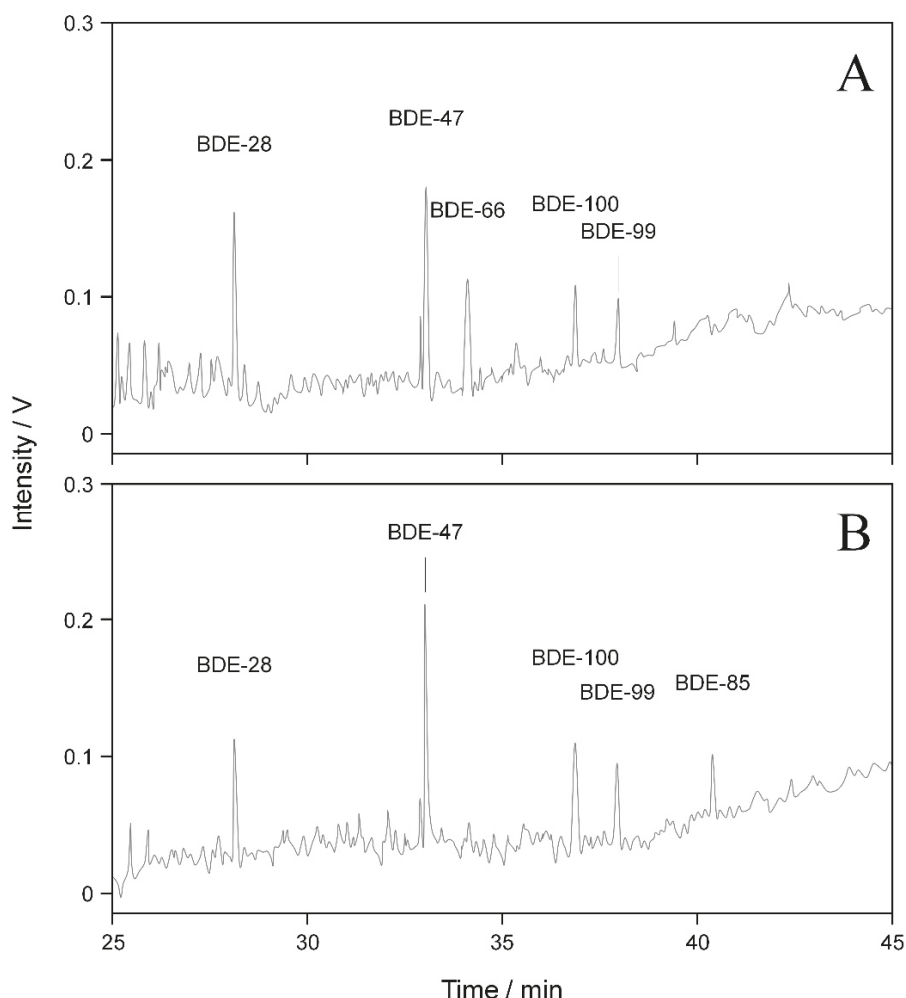 0.3
A
BDE-47
BDE-28
0.2
BDE-66
BDE-100
BDE-99
0.1
0
Intensity / V
0.3
B
BDE-47
0.2
BDE-28
BDE-100
BDE-99
BDE-85
0.1
0
25 30 35 40 45
Time / min